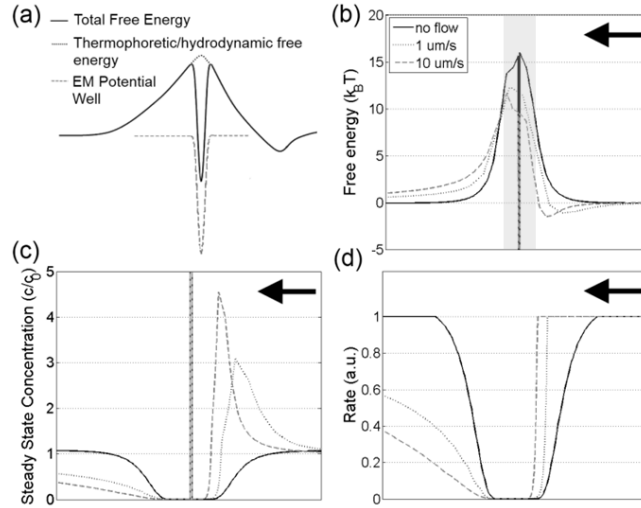 (a)
Total Free Energy
Thermophoretic/hydrodynamic free
energy
EM Potential
Well
(b)
20
15
10
5
0
-5
Free energy (k_BT)
no flow
1 um/s
10 um/s
(c)
5
4
3
2
1
0
Steady State Concentration (c/c_0)
(d)
1
0.8
0.6
0.4
0.2
0
Rate (a.u.)